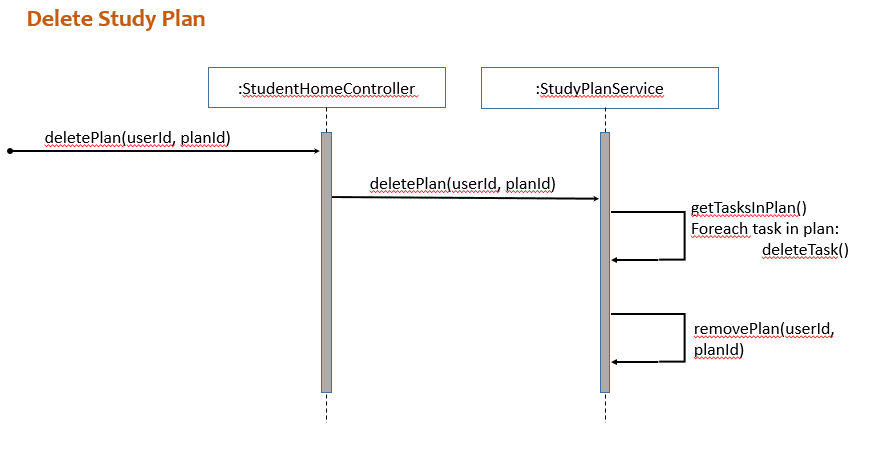 Delete Study Plan
:StudentHomeController
:StudyPlanService
deletePlan(userId, planId)
deletePlan(userId, planId)
getTasksInPlan()
Foreach task in plan:
deleteTask()
removePlan(userId,
planId)